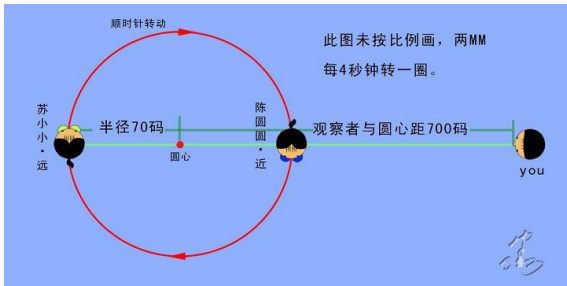 顺时针转动
此图未按比例画，两MM
每4秒钟转一圈。
苏小小·远
半径70码
圆心
陈圆圆·近
观察者与圆心距700码
you